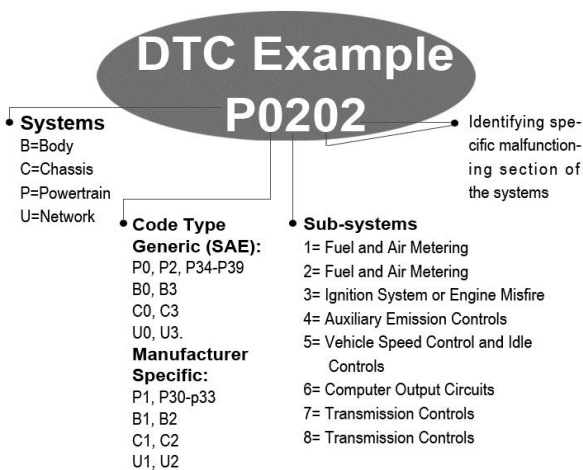 DTC Example
P0202
Systems
B=Body
C=Chassis
P=Powertrain
U=Network
Identifying spe-
cific malfunction-
ing section of
the systems
Code Type
Generic (SAE):
P0, P2, P34-P39
B0, B3
C0, C3
U0, U3.
Manufacturer
Specific:
P1, P30-p33
B1, B2
C1, C2
U1, U2
Sub-systems
1= Fuel and Air Metering
2= Fuel and Air Metering
3= Ignition System or Engine Misfire
4= Auxiliary Emission Controls
5= Vehicle Speed Control and Idle
Controls
6= Computer Output Circuits
7= Transmission Controls
8= Transmission Controls